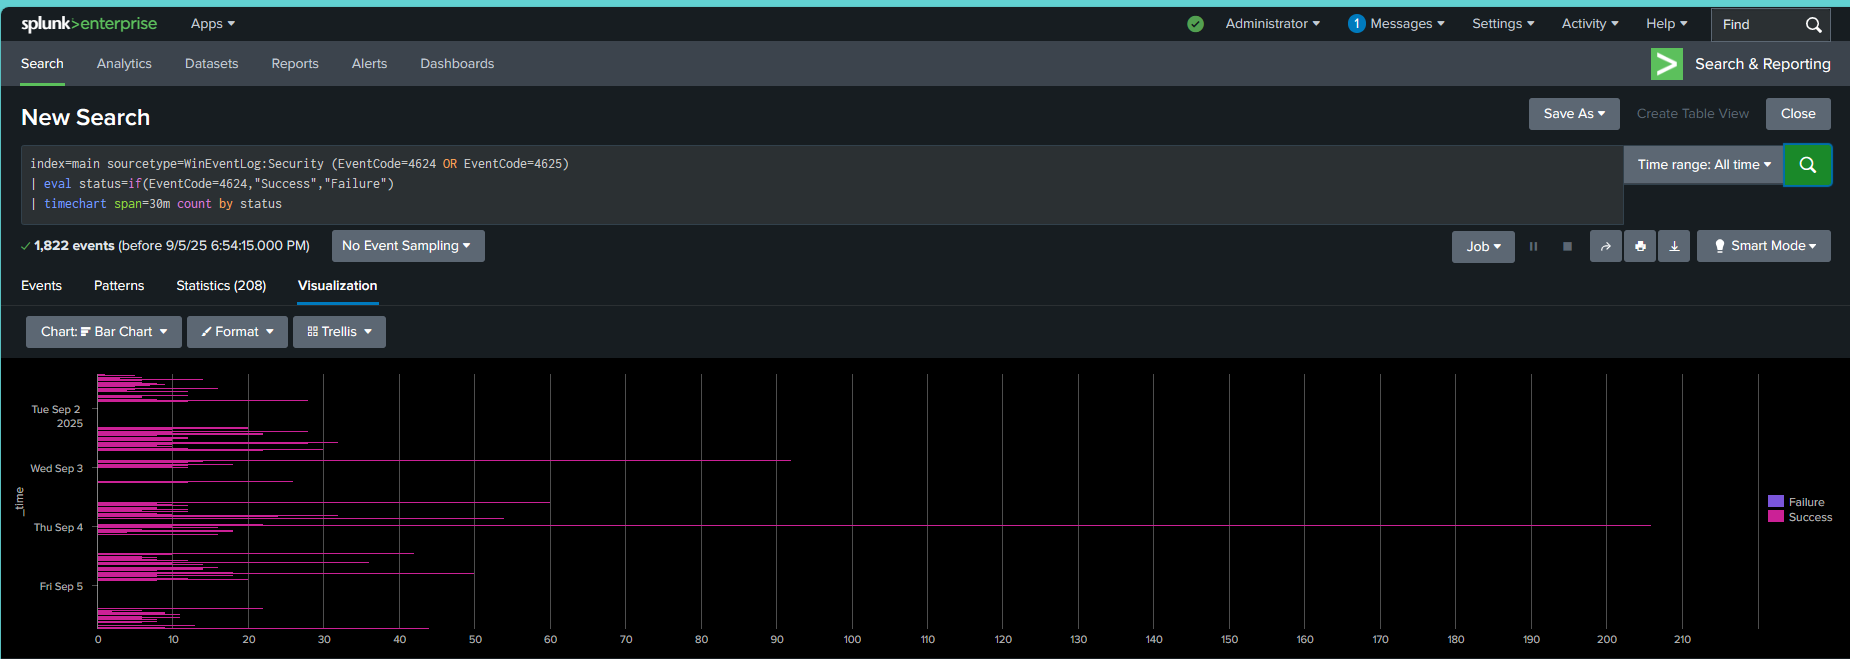 splunk>enterprise Apps Administrator 1 Messages Settings Activity Help Find
Search Analytics Datasets Reports Alerts Dashboards Search & Reporting
New Search Save As Create Table View Close
index=main sourcetype=WinEventLog:Security (EventCode=4624 OR EventCode=4625)
| eval status=if(EventCode=4624,"Success","Failure")
| timechart span=30m count by status
Time range: All time
1,822 events (before 9/5/25 6:54:15.000 PM) No Event Sampling Job Smart Mode
Events Patterns Statistics (208) Visualization
Chart: Bar Chart Format Trellis
_time
Tue Sep 2
2025
Wed Sep 3
Thu Sep 4
Fri Sep 5
0 10 20 30 40 50 60 70 80 90 100 110 120 130 140 150 160 170 180 190 200 210
Failure
Success